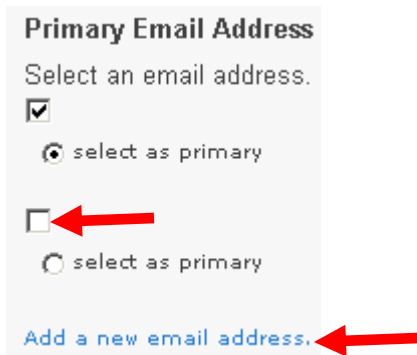 Primary Email Address
Select an email address.
select as primary
select as primary
Add a new email address.